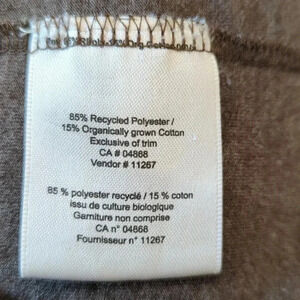 85% Recycled Polyester /
15% Organically grown Cotton
Exclusive of trim
CA # 04868
Vendor # 11267
85 % polyester recyclé / 15 % coton
issu de culture biologique
Garniture non comprise
CA n° 04868
Fournisseur n° 11267